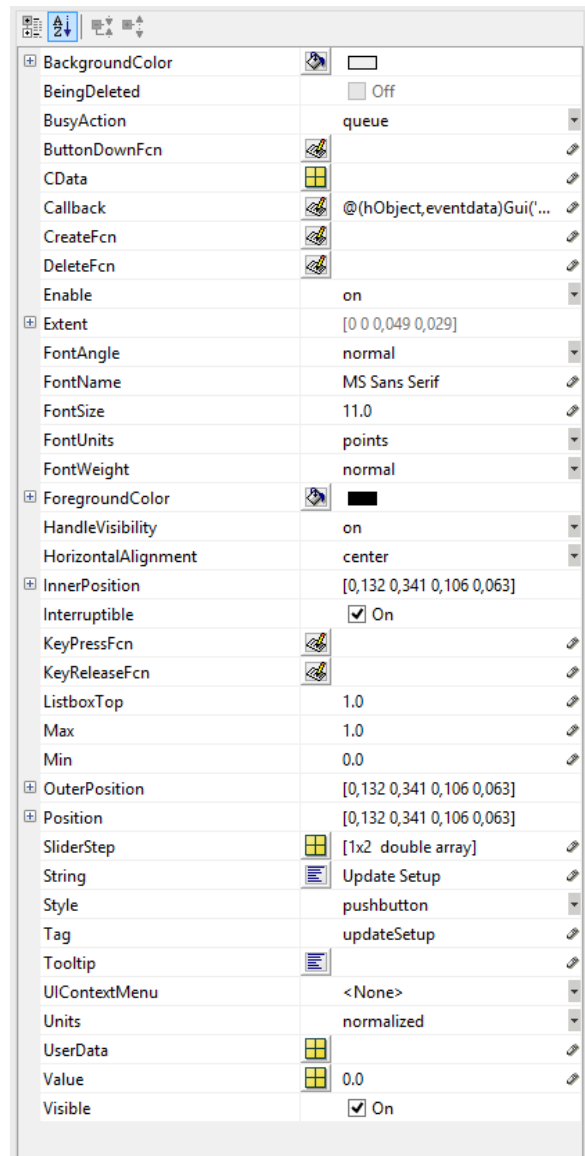 BackgroundColor
BeingDeleted Off
BusyAction queue
ButtonDownFcn
CData
Callback @(hObject,eventdata)Gui('...
CreateFcn
DeleteFcn
Enable on
Extent [0 0 0,049 0,029]
FontAngle normal
FontName MS Sans Serif
FontSize 11.0
FontUnits points
FontWeight normal
ForegroundColor
HandleVisibility on
HorizontalAlignment center
InnerPosition [0,132 0,341 0,106 0,063]
Interruptible On
KeyPressFcn
KeyReleaseFcn
ListboxTop 1.0
Max 1.0
Min 0.0
OuterPosition [0,132 0,341 0,106 0,063]
Position [0,132 0,341 0,106 0,063]
SliderStep [1x2 double array]
String Update Setup
Style pushbutton
Tag updateSetup
Tooltip
UIContextMenu <None>
Units normalized
UserData
Value 0.0
Visible On